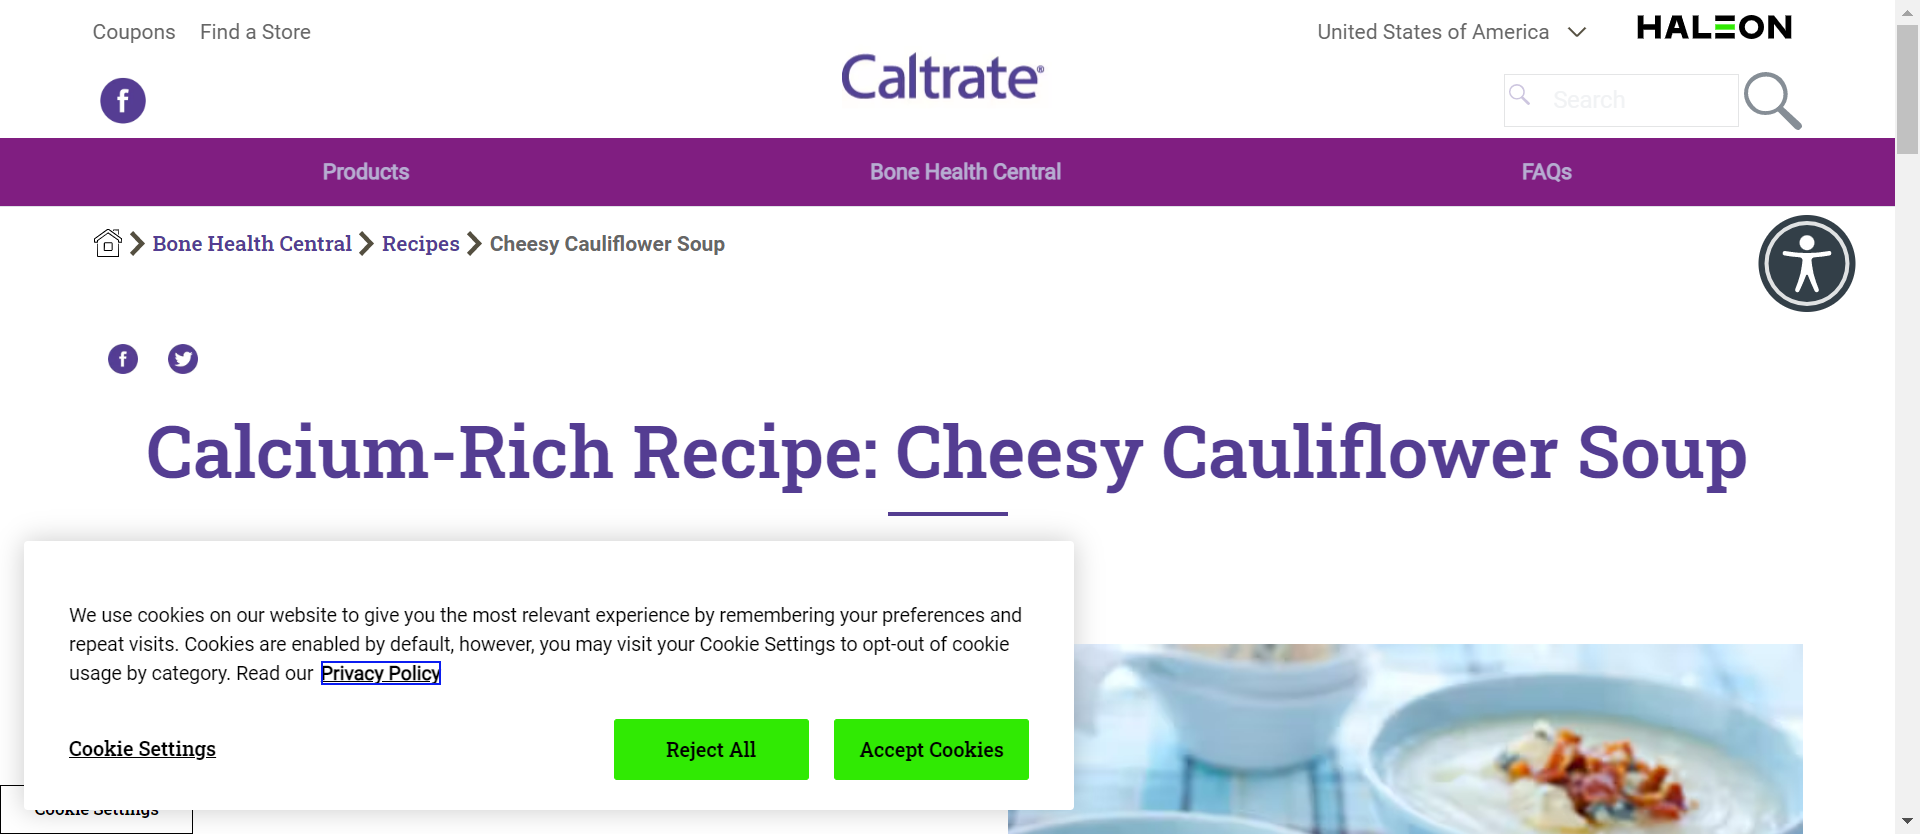 Coupons Find a Store
United States of America
HALEON
Caltrate®
Search
Products Bone Health Central FAQs
Bone Health Central Recipes Cheesy Cauliflower Soup
Calcium-Rich Recipe: Cheesy Cauliflower Soup
We use cookies on our website to give you the most relevant experience by remembering your preferences and
repeat visits. Cookies are enabled by default, however, you may visit your Cookie Settings to opt-out of cookie
usage by category. Read our Privacy Policy
Cookie Settings Reject All Accept Cookies
Cookie Settings